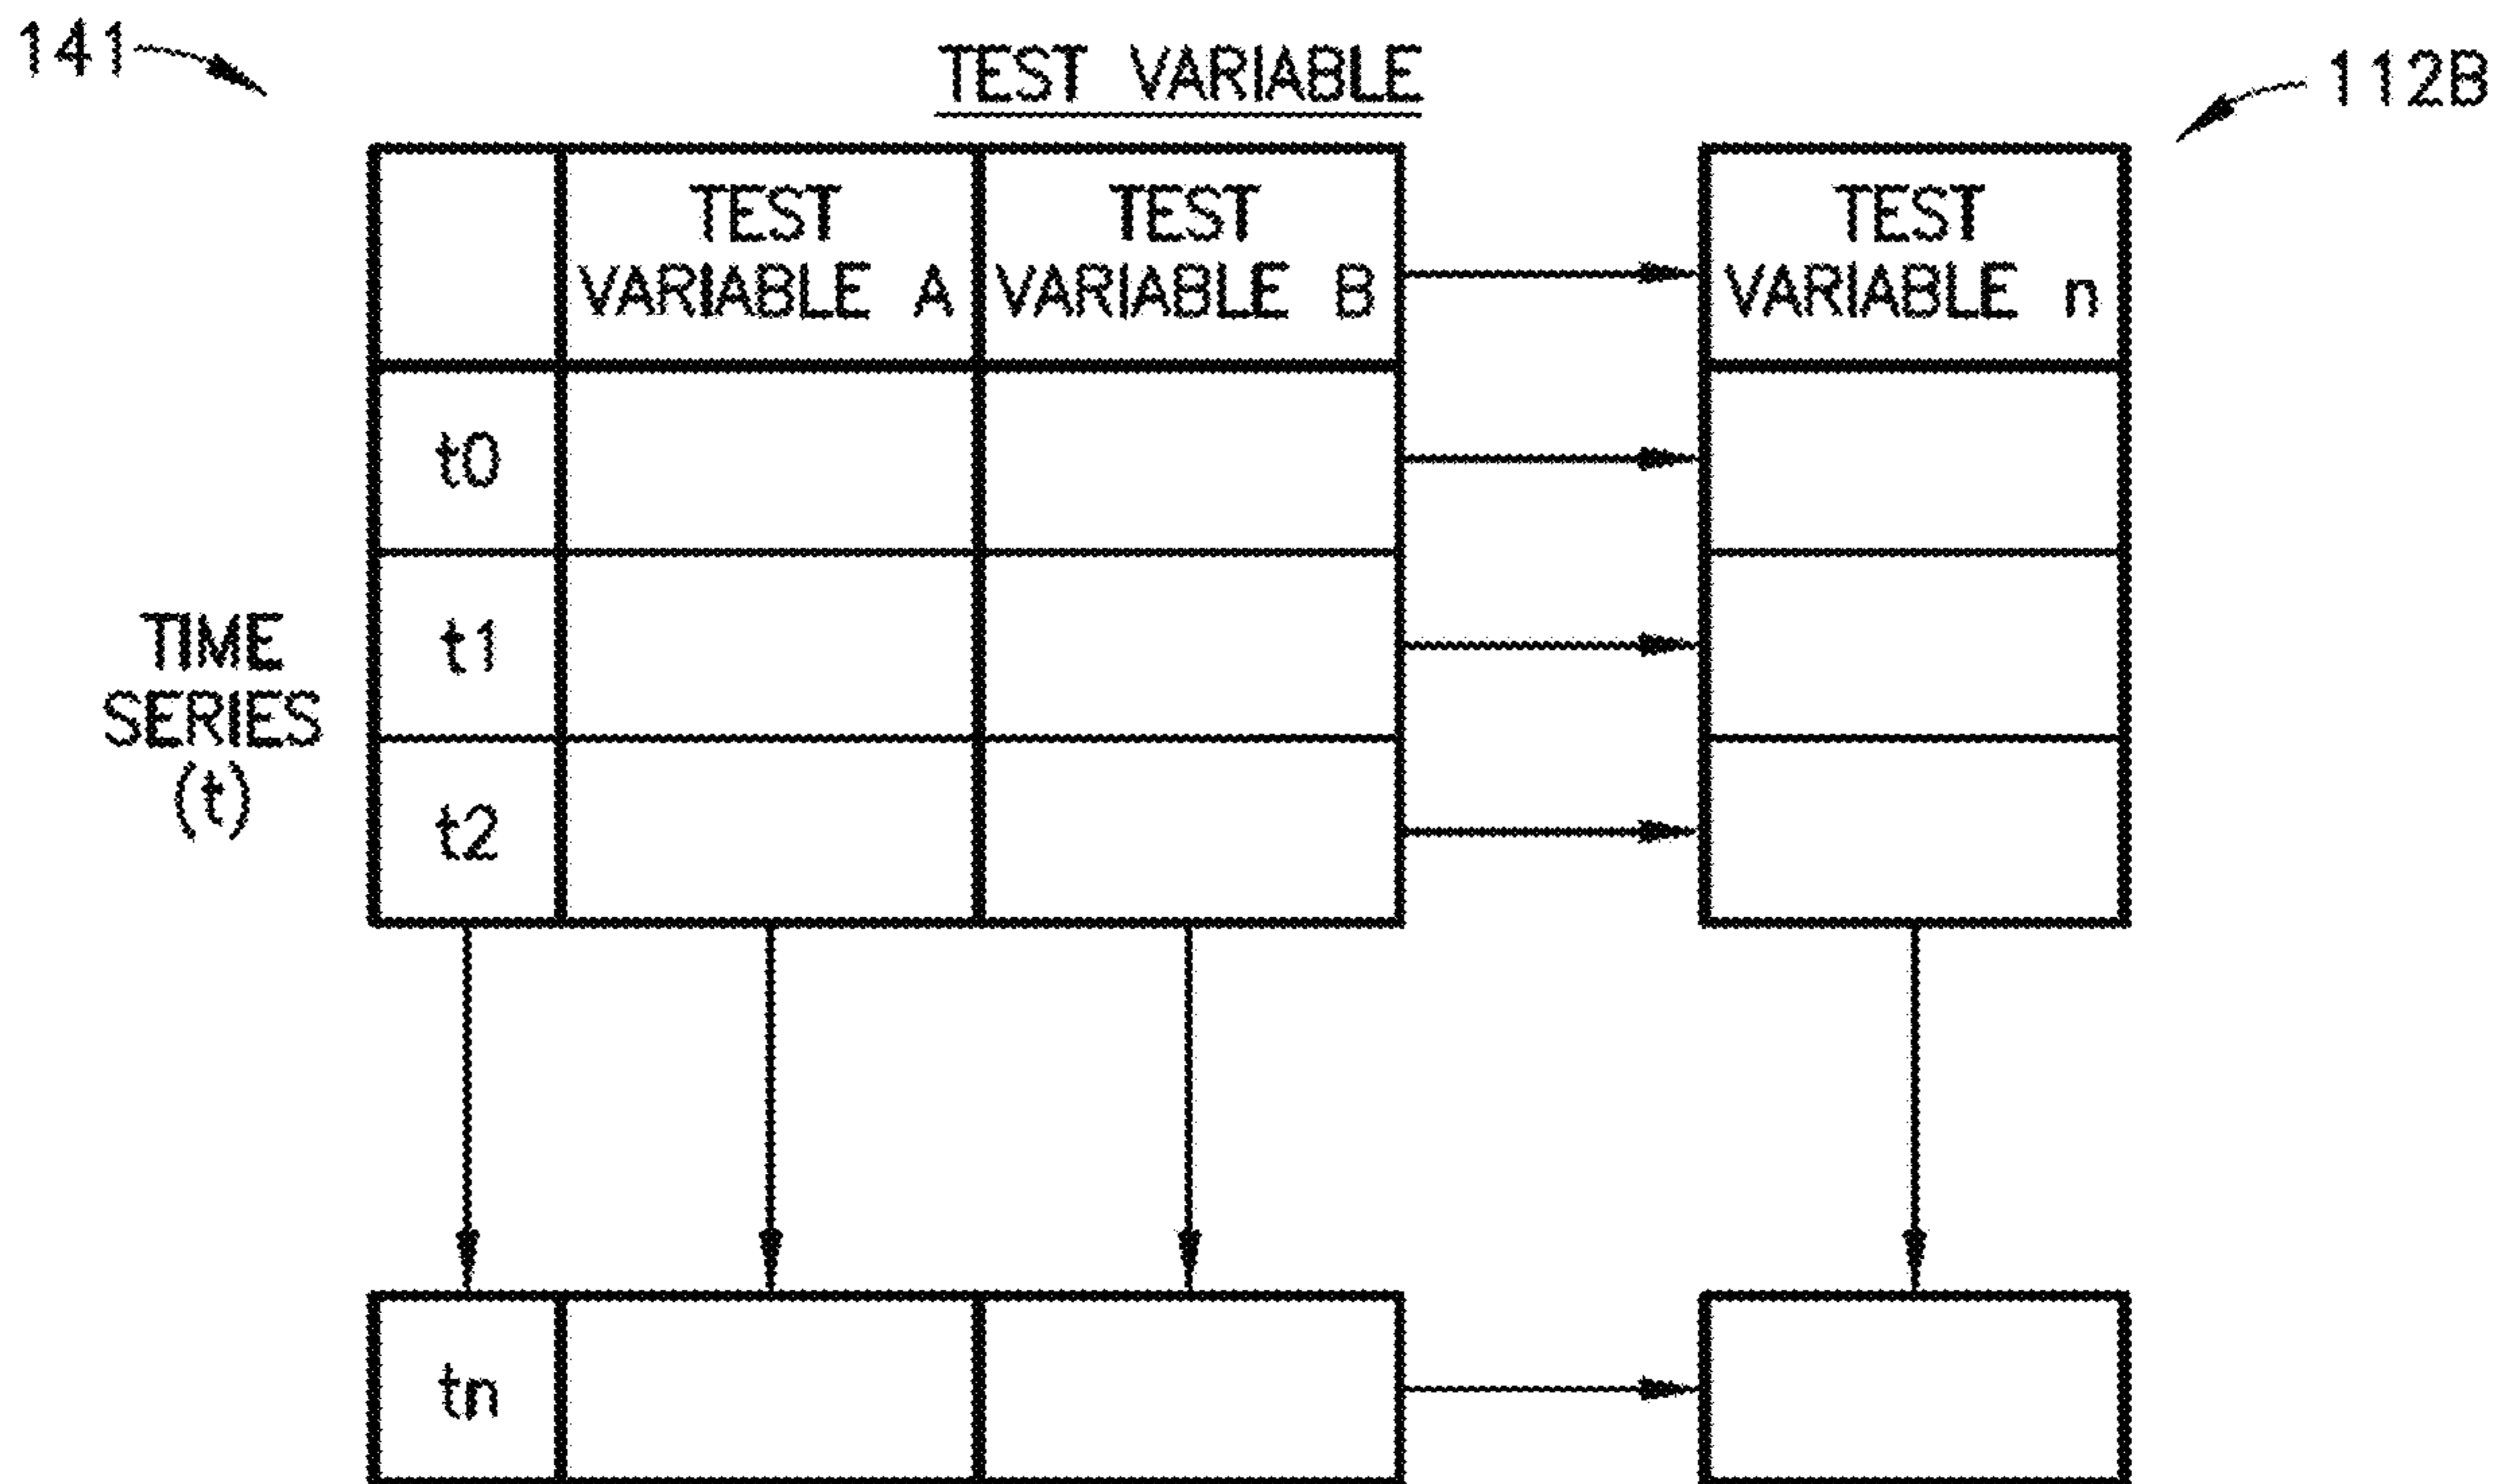 141
TEST VARIABLE
112B
TEST
VARIABLE A
TEST
VARIABLE B
TEST
VARIABLE n
t0
TIME
SERIES
(t)
t1
t2
tn